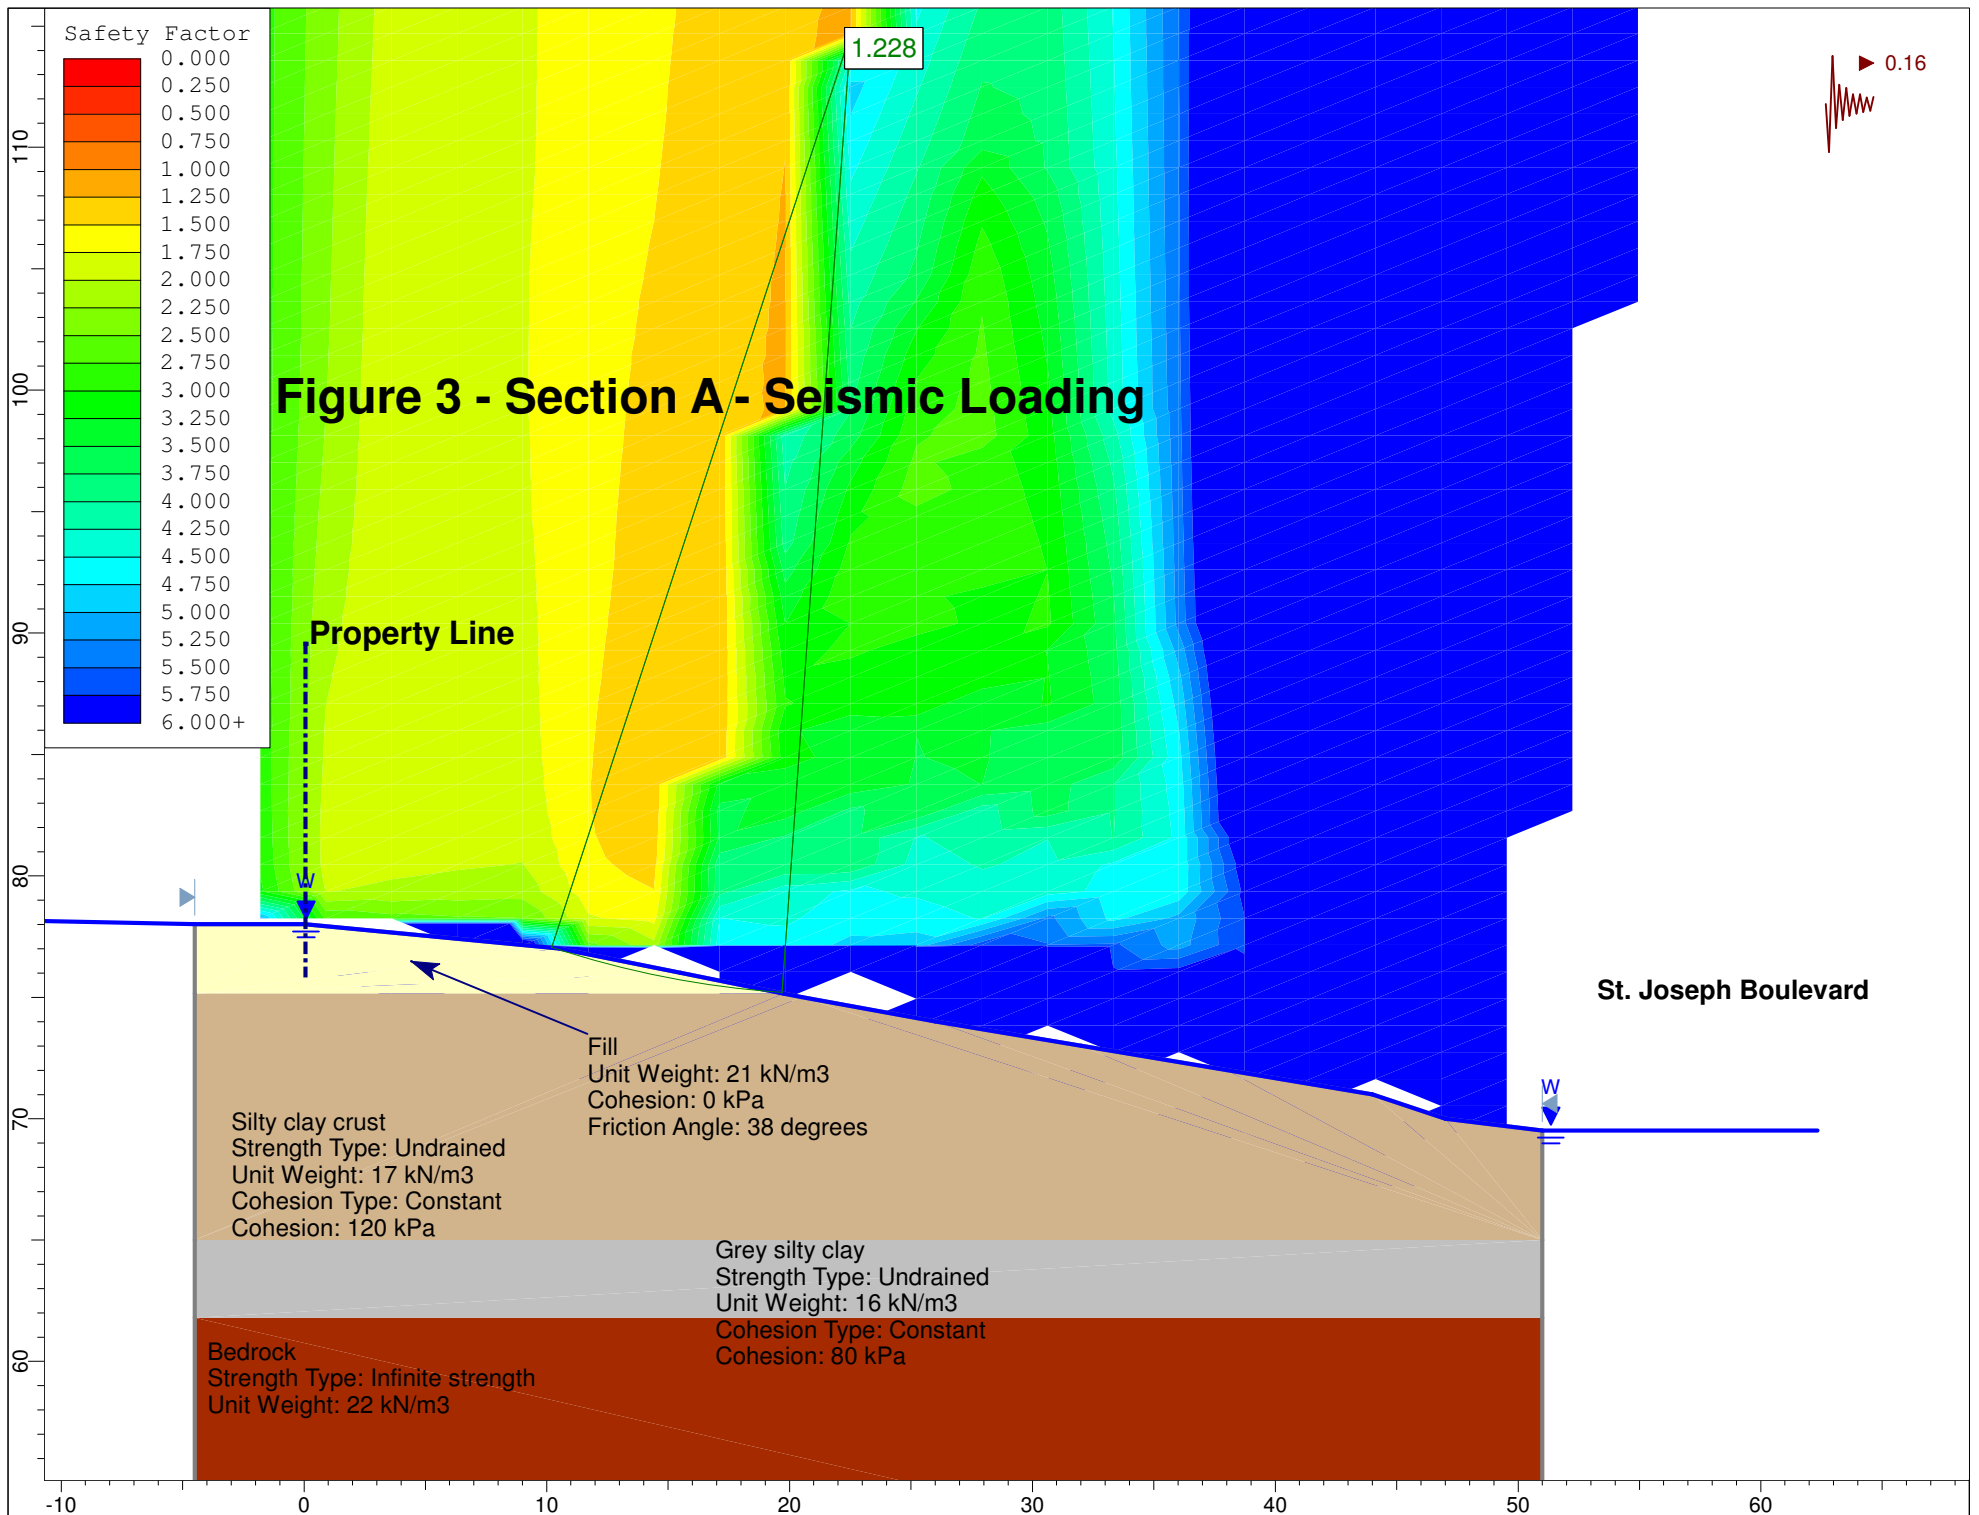 Safety Factor
0.000
0.250
0.500
0.750
1.000
1.250
1.500
1.750
2.000
2.250
2.500
2.750
3.000
3.250
3.500
3.750
4.000
4.250
4.500
4.750
5.000
5.250
5.500
5.750
6.000+
1.228
0.16
Figure 3 - Section A - Seismic Loading
Property Line
W
St. Joseph Boulevard
W
Fill
Unit Weight: 21 kN/m3
Cohesion: 0 kPa
Friction Angle: 38 degrees
Silty clay crust
Strength Type: Undrained
Unit Weight: 17 kN/m3
Cohesion Type: Constant
Cohesion: 120 kPa
Grey silty clay
Strength Type: Undrained
Unit Weight: 16 kN/m3
Cohesion Type: Constant
Cohesion: 80 kPa
Bedrock
Strength Type: Infinite strength
Unit Weight: 22 kN/m3
110
100
90
80
70
60
-10 0 10 20 30 40 50 60